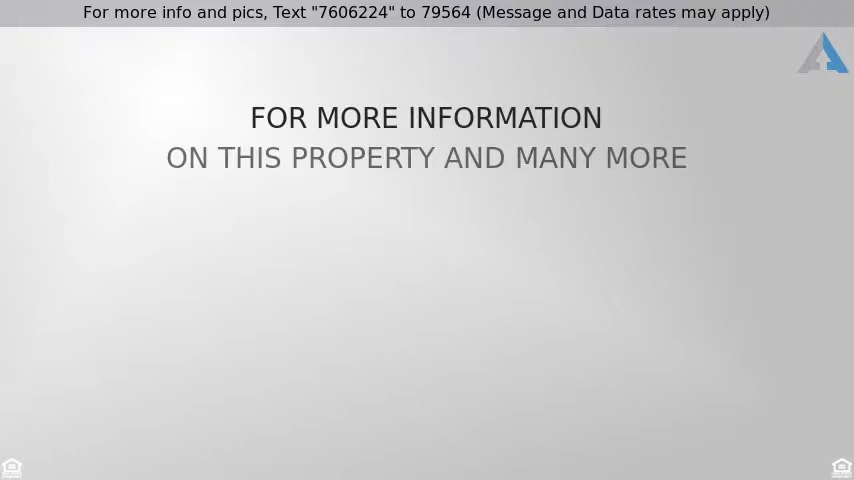 For more info and pics, Text "7606224" to 79564 (Message and Data rates may apply)
FOR MORE INFORMATION
ON THIS PROPERTY AND MANY MORE